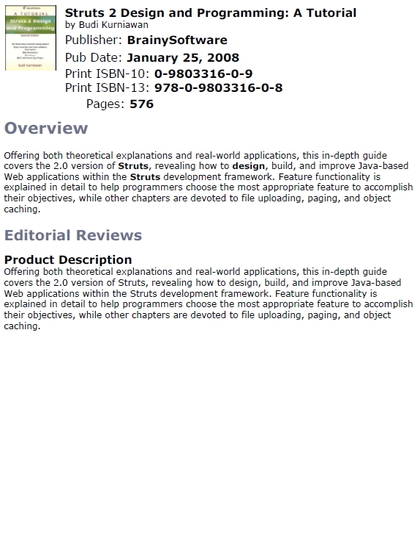 A TUTORIAL
Struts 2 Design
and Programming
Budi Kurniawan
Struts 2 Design and Programming: A Tutorial
by Budi Kurniawan
Publisher: BrainySoftware
Pub Date: January 25, 2008
Print ISBN-10: 0-9803316-0-9
Print ISBN-13: 978-0-9803316-0-8
Pages: 576
Overview
Offering both theoretical explanations and real-world applications, this in-depth guide
covers the 2.0 version of Struts, revealing how to design, build, and improve Java-based
Web applications within the Struts development framework. Feature functionality is
explained in detail to help programmers choose the most appropriate feature to accomplish
their objectives, while other chapters are devoted to file uploading, paging, and object
caching.
Editorial Reviews
Product Description
Offering both theoretical explanations and real-world applications, this in-depth guide
covers the 2.0 version of Struts, revealing how to design, build, and improve Java-based
Web applications within the Struts development framework. Feature functionality is
explained in detail to help programmers choose the most appropriate feature to accomplish
their objectives, while other chapters are devoted to file uploading, paging, and object
caching.